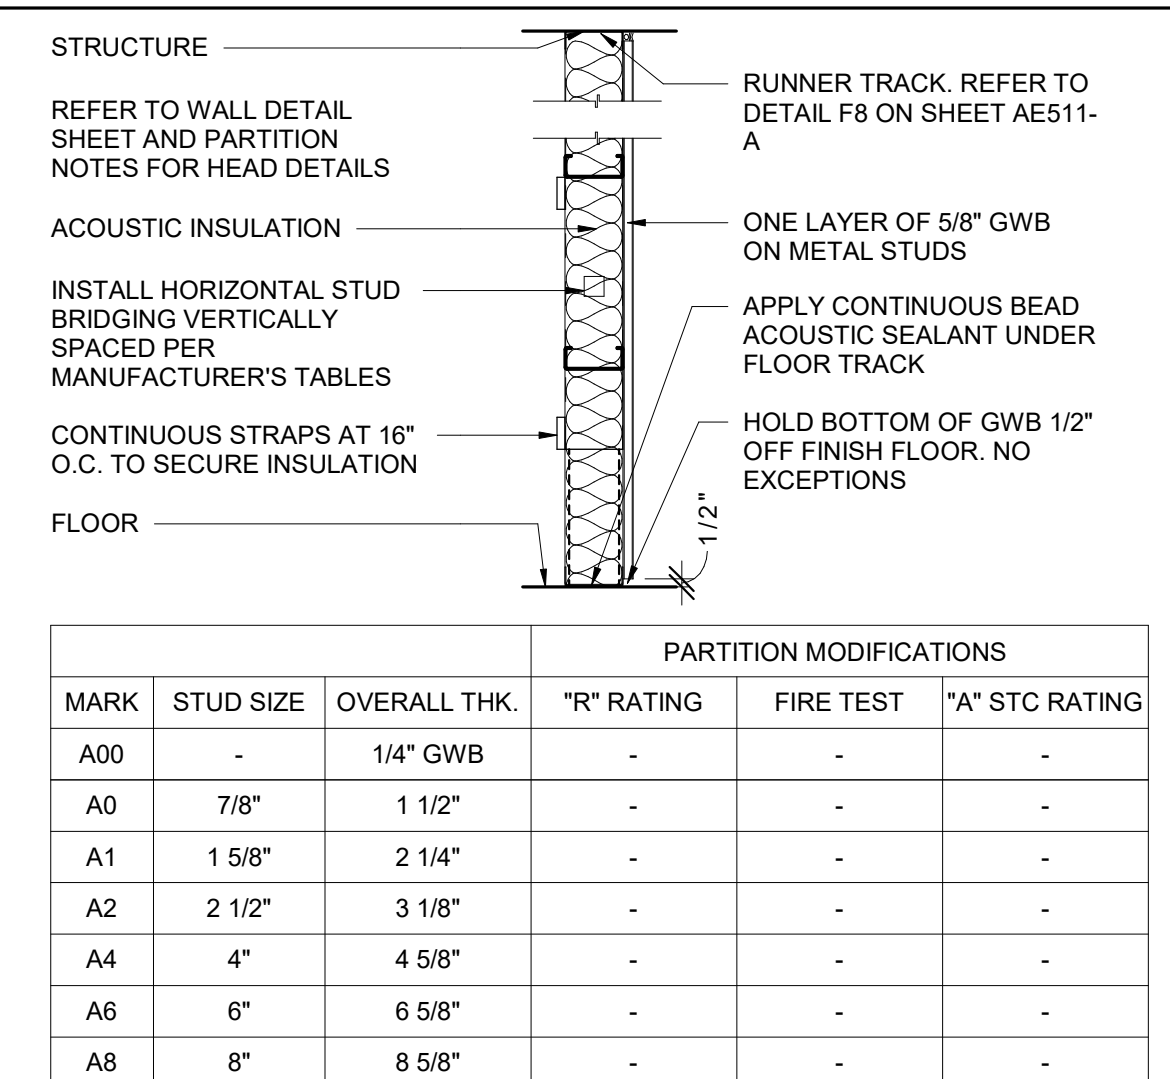 STRUCTURE
REFER TO WALL DETAIL
SHEET AND PARTITION
NOTES FOR HEAD DETAILS
ACOUSTIC INSULATION
INSTALL HORIZONTAL STUD
BRIDGING VERTICALLY
SPACED PER
MANUFACTURER'S TABLES
CONTINUOUS STRAPS AT 16"
O.C. TO SECURE INSULATION
FLOOR
RUNNER TRACK. REFER TO
DETAIL F8 ON SHEET AE511-
A
ONE LAYER OF 5/8" GWB
ON METAL STUDS
APPLY CONTINUOUS BEAD
ACOUSTIC SEALANT UNDER
FLOOR TRACK
HOLD BOTTOM OF GWB 1/2"
OFF FINISH FLOOR. NO
EXCEPTIONS
1/2"
PARTITION MODIFICATIONS
MARK STUD SIZE OVERALL THK. "R" RATING FIRE TEST "A" STC RATING
A00 - 1/4" GWB - - -
A0 7/8" 1 1/2" - - -
A1 1 5/8" 2 1/4" - - -
A2 2 1/2" 3 1/8" - - -
A4 4" 4 5/8" - - -
A6 6" 6 5/8" - - -
A8 8" 8 5/8" - - -